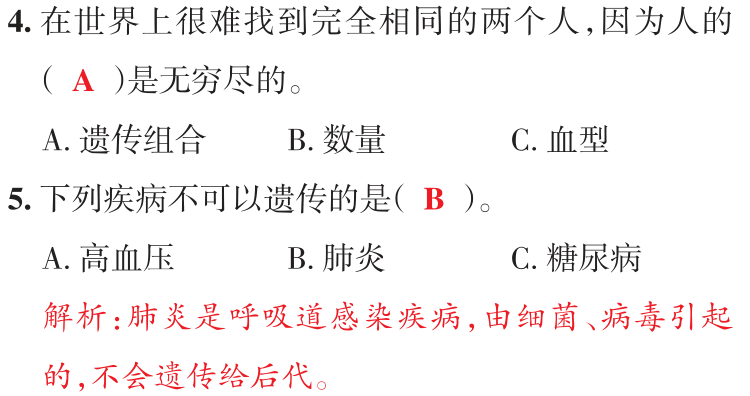 4. 在世界上很难找到完全相同的两个人,因为人的
( A )是无穷尽的。
A. 遗传组合 B. 数量 C. 血型
5. 下列疾病不可以遗传的是( B )。
A. 高血压 B. 肺炎 C. 糖尿病
解析:肺炎是呼吸道感染疾病,由细菌、病毒引起
的,不会遗传给后代。